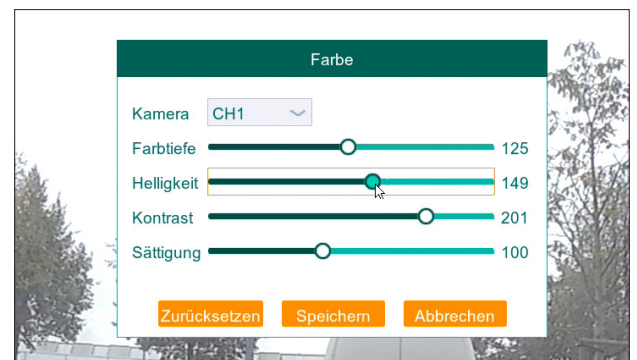 Farbe
Kamera CH1
Farbtiefe 125
Helligkeit 149
Kontrast 201
Sättigung 100
Zurücksetzen Speichern Abbrechen